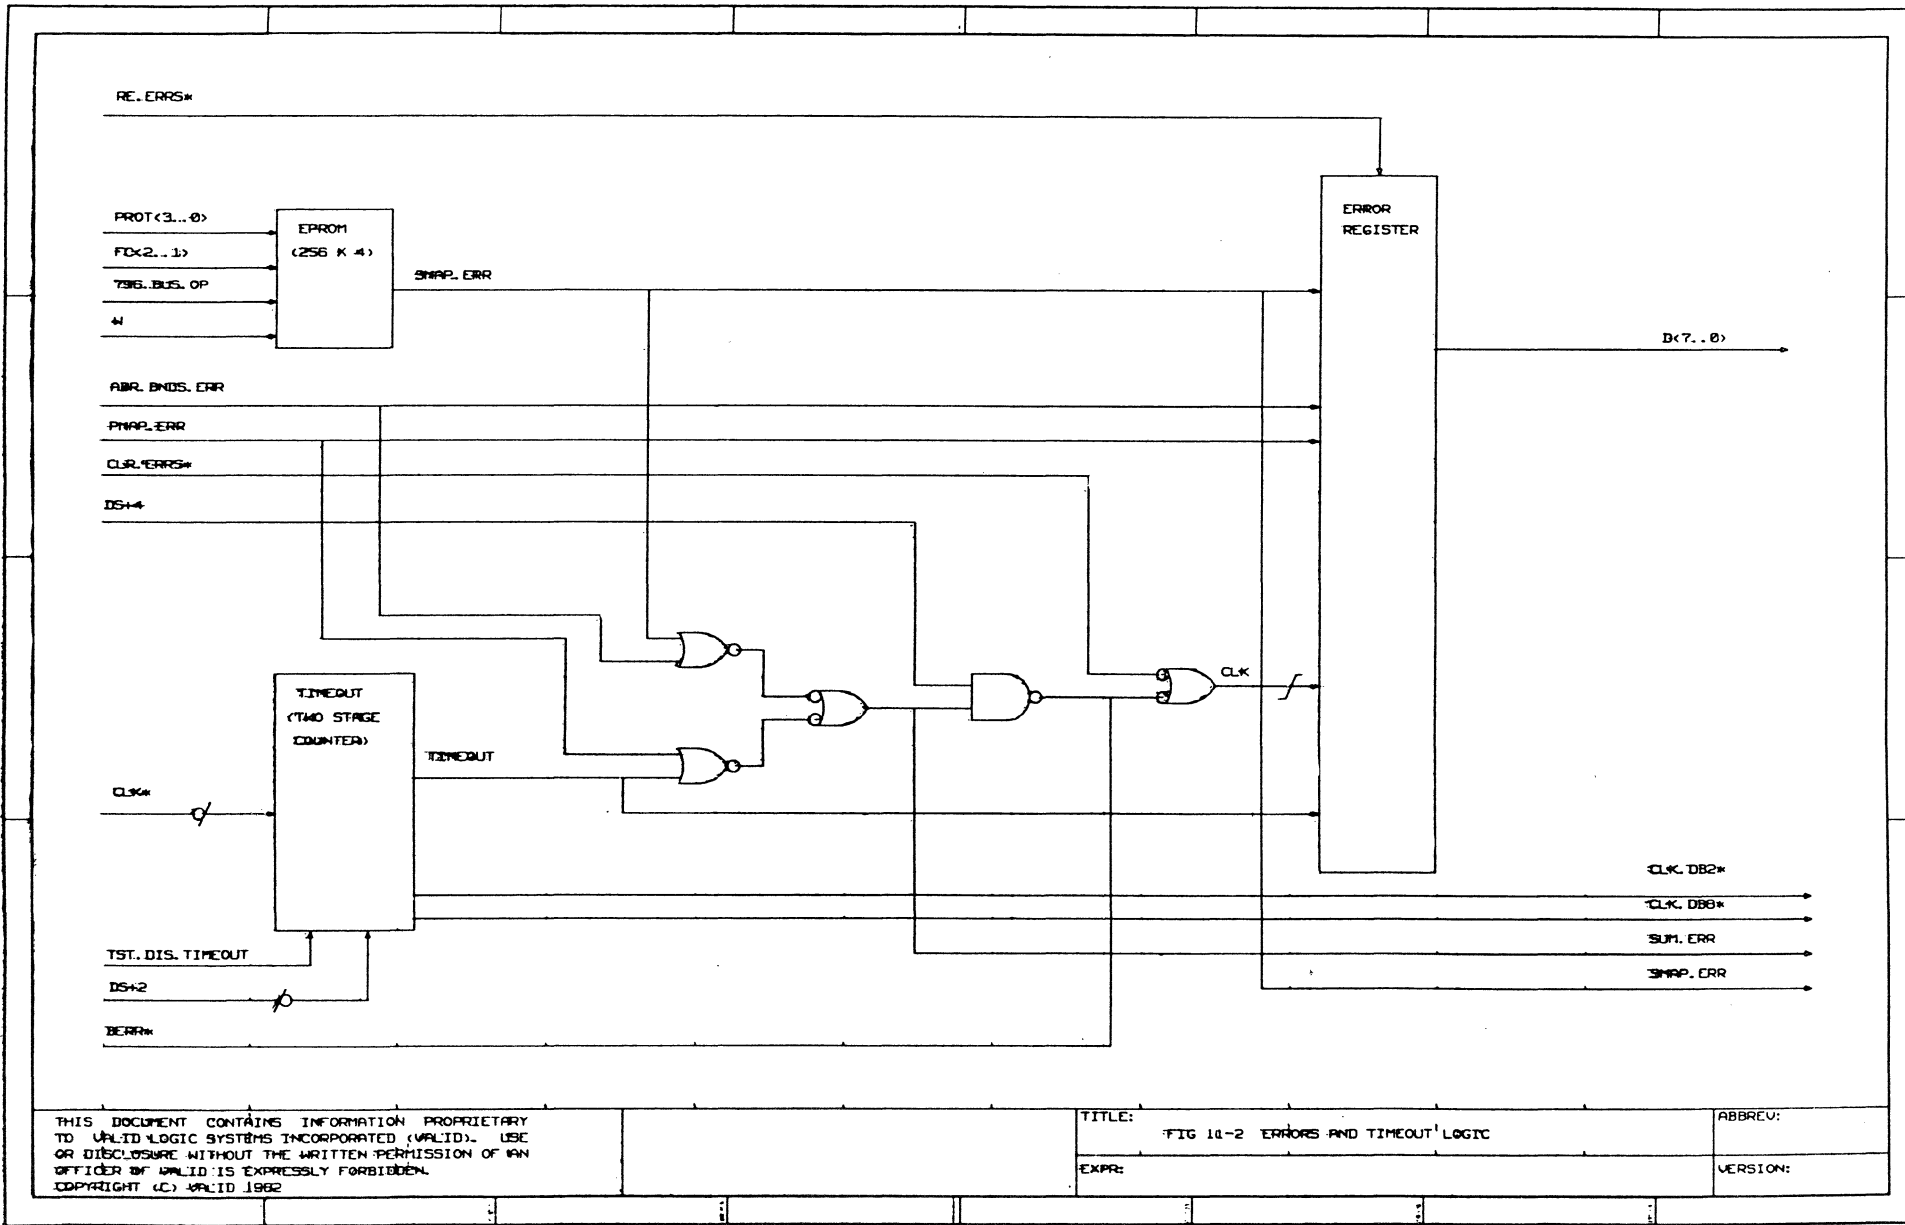 RE.ERRS*
PROT<3...0>
FC<2...1>
796.BUS.OP
W
EPROM
(256 X 4)
SMAP.ERR
ERROR
REGISTER
D<7..0>
ADR.BNDS.ERR
PMAP.ERR
CLR.ERRS*
DS+4
TIMEOUT
(TWO STAGE
COUNTER)
TIMEOUT
CLK
CLK*
TST.DIS.TIMEOUT
DS+2
BERR*
CLK.DB2*
CLK.DB8*
SUM.ERR
SMAP.ERR
THIS DOCUMENT CONTAINS INFORMATION PROPRIETARY
TO VALID LOGIC SYSTEMS INCORPORATED (VALID). USE
OR DISCLOSURE WITHOUT THE WRITTEN PERMISSION OF AN
OFFICER OF VALID IS EXPRESSLY FORBIDDEN.
COPYRIGHT (C) VALID 1982
TITLE:
FIG 11-2 ERRORS AND TIMEOUT LOGIC
EXPR:
ABBREV:
VERSION: